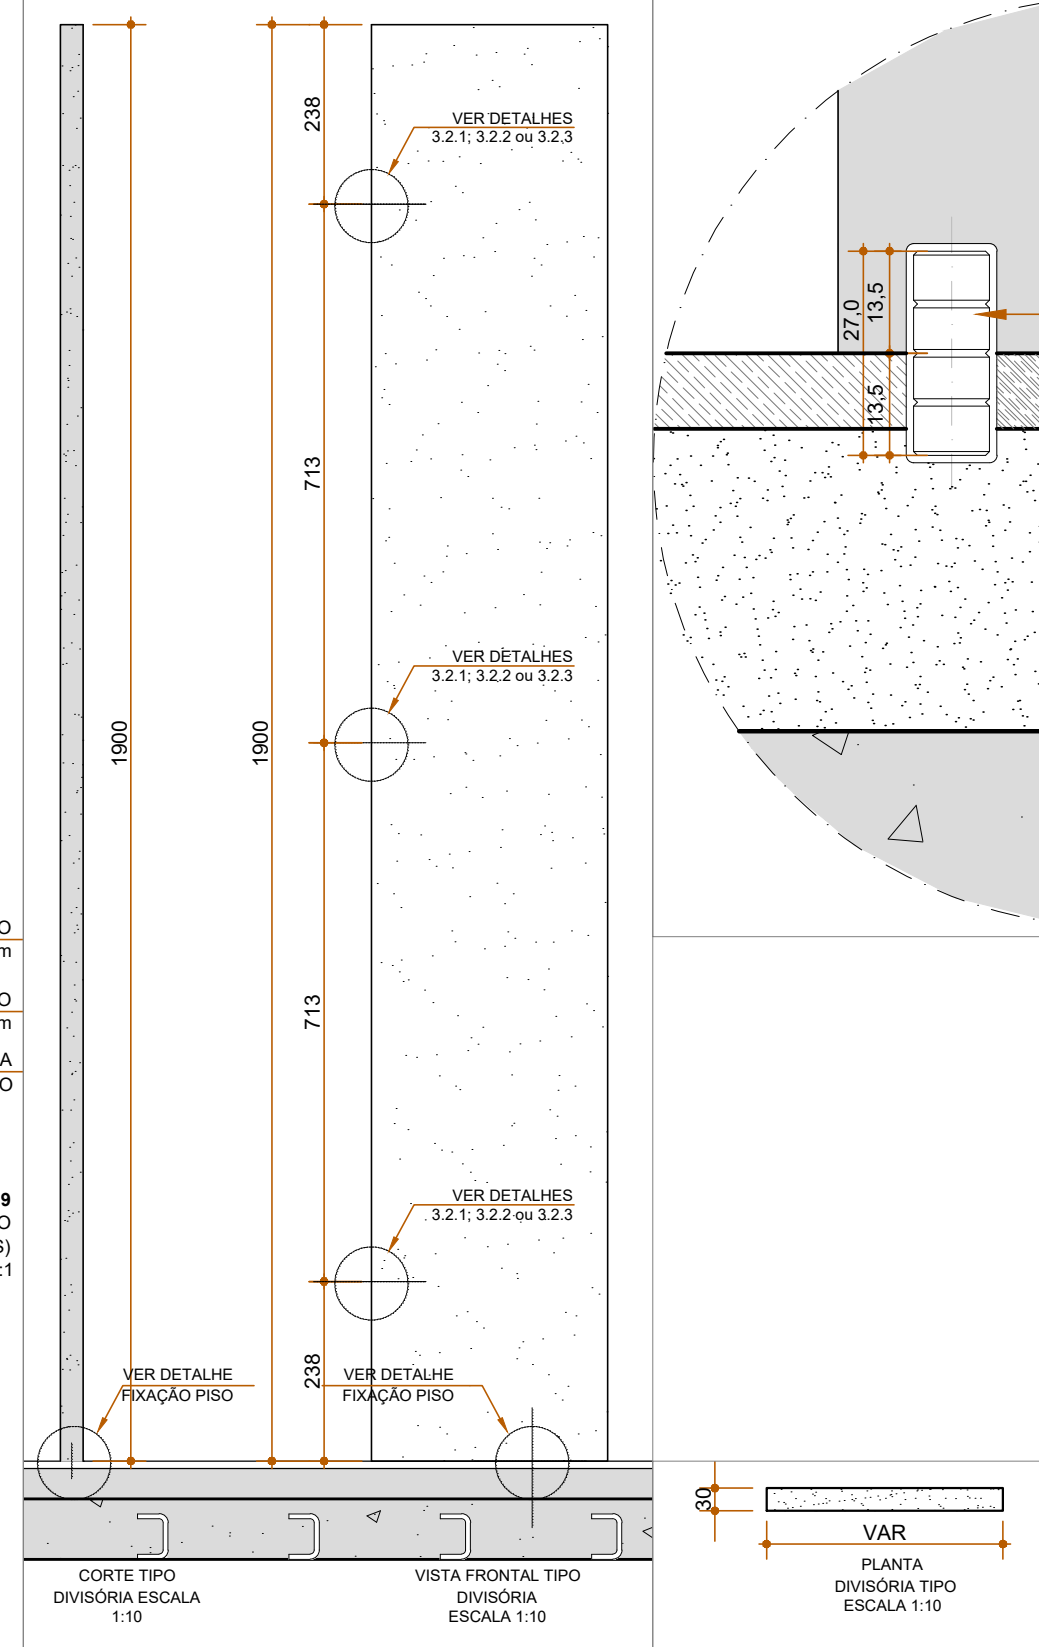 238
VER DETALHES
3.2.1; 3.2.2 ou 3.2.3
27,0
13,5
13,5
713
VER DETALHES
3.2.1; 3.2.2 ou 3.2.3
1900
1900
O
m
O
m
A
O
713
9
O
S)
:1
VER DETALHES
3.2.1; 3.2.2 ou 3.2.3
238
VER DETALHE
FIXAÇÃO PISO
VER DETALHE
FIXAÇÃO PISO
30
VAR
CORTE TIPO
DIVISÓRIA ESCALA
1:10
VISTA FRONTAL TIPO
DIVISÓRIA
ESCALA 1:10
PLANTA
DIVISÓRIA TIPO
ESCALA 1:10